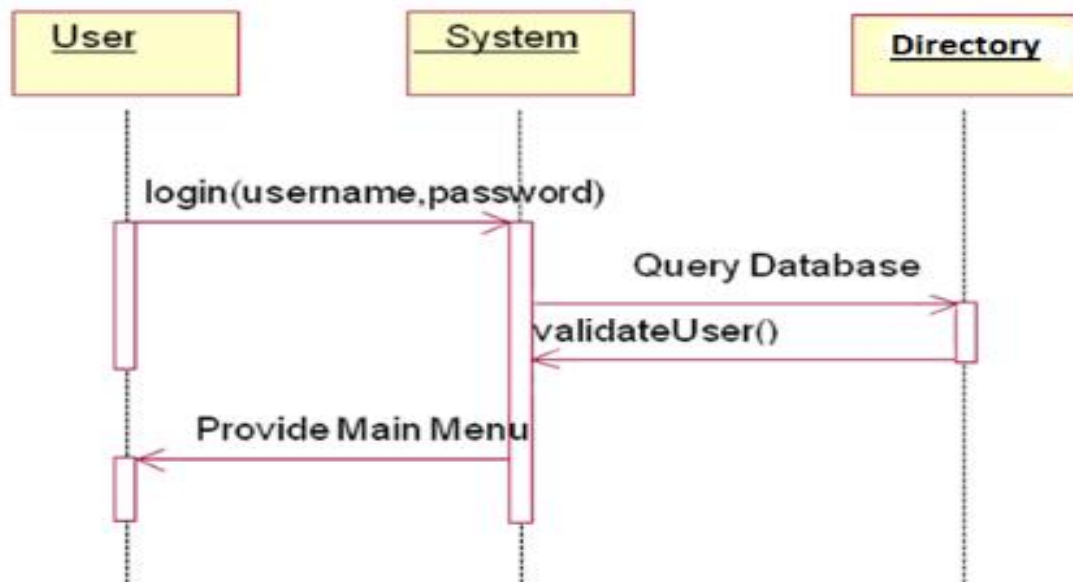 User
System
Directory
login(username,password)
Query Database
validateUser()
Provide Main Menu